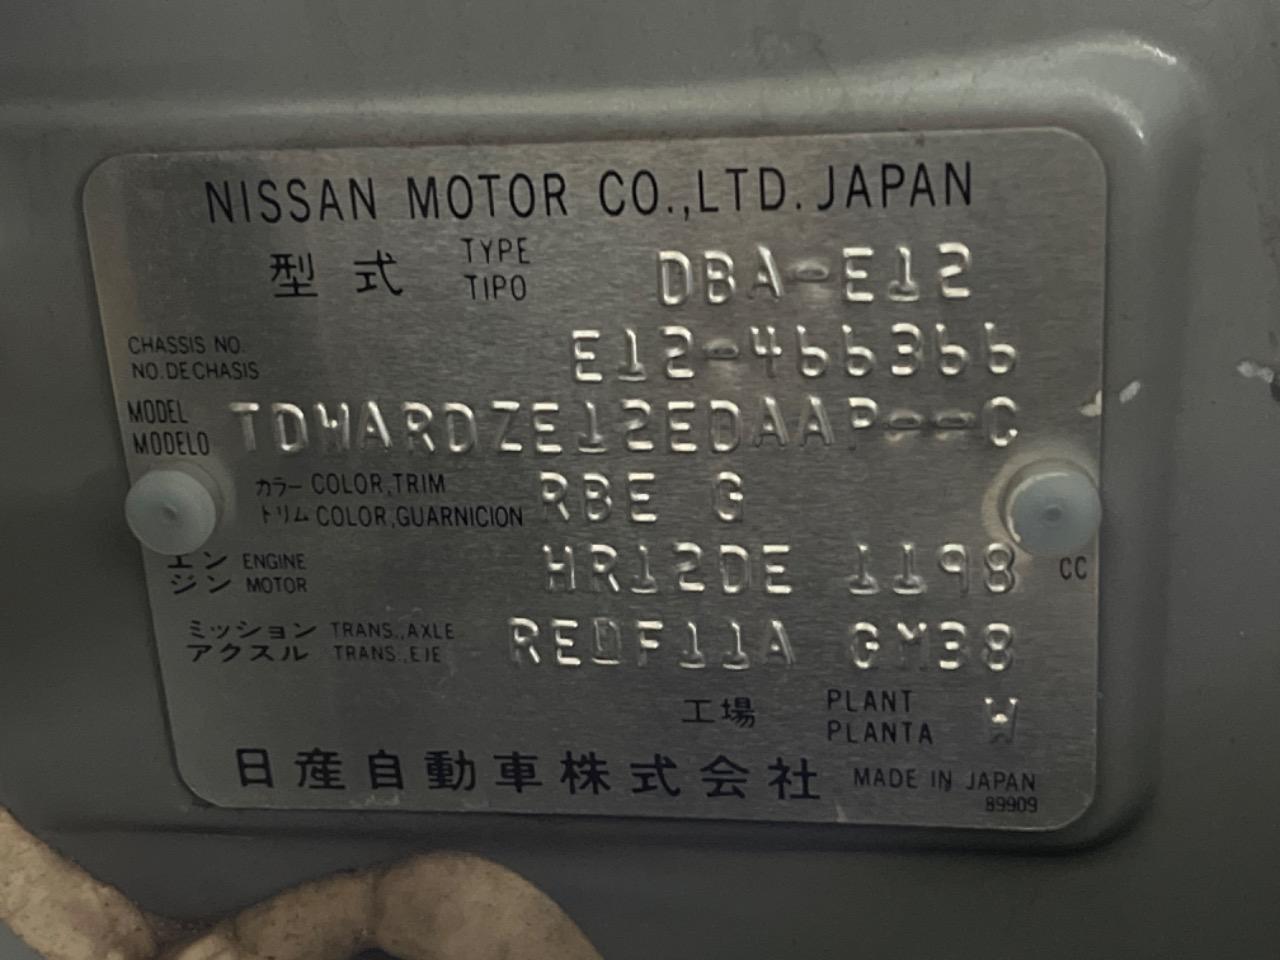 NISSAN MOTOR CO.,LTD. JAPAN
型式 TYPE TIPO DBA-E12
CHASSIS NO. NO.DE CHASIS E12-466366
MODEL MODELO TDWARDZE12EDAAP--C
カラー COLOR,TRIM トリム COLOR,GUARNICION RBE G
エンジン ENGINE MOTOR HR12DE 1198 CC
ミッション TRANS.,AXLE アクスル TRANS.,EJE RE0F11A GM38
工場 PLANT PLANTA W
日産自動車株式会社 MADE IN JAPAN
89909